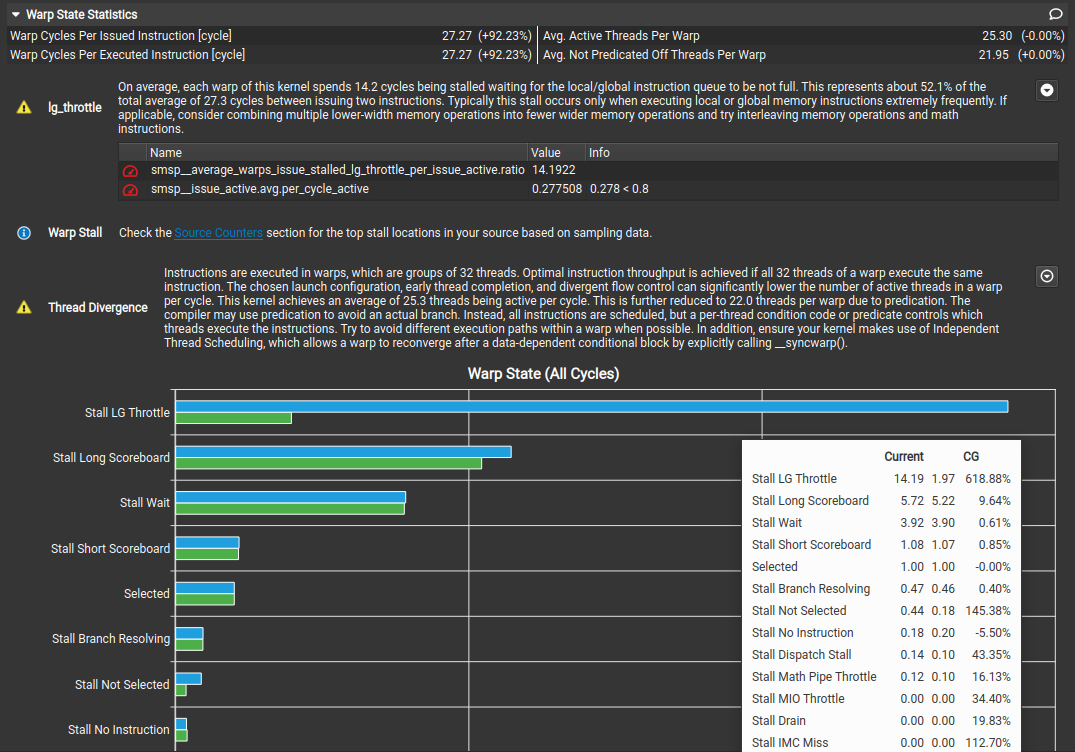 Warp State Statistics
Warp Cycles Per Issued Instruction [cycle] 27.27 (+92.23%) Avg. Active Threads Per Warp 25.30 (-0.00%)
Warp Cycles Per Executed Instruction [cycle] 27.27 (+92.23%) Avg. Not Predicated Off Threads Per Warp 21.95 (+0.00%)
lg_throttle
On average, each warp of this kernel spends 14.2 cycles being stalled waiting for the local/global instruction queue to be not full. This represents about 52.1% of the
total average of 27.3 cycles between issuing two instructions. Typically this stall occurs only when executing local or global memory instructions extremely frequently. If
applicable, consider combining multiple lower-width memory operations into fewer wider memory operations and try interleaving memory operations and math
instructions.
Name Value Info
smsp__average_warps_issue_stalled_lg_throttle_per_issue_active.ratio 14.1922
smsp__issue_active.avg.per_cycle_active 0.277508 0.278 < 0.8
Warp Stall Check the Source Counters section for the top stall locations in your source based on sampling data.
Thread Divergence
Instructions are executed in warps, which are groups of 32 threads. Optimal instruction throughput is achieved if all 32 threads of a warp execute the same
instruction. The chosen launch configuration, early thread completion, and divergent flow control can significantly lower the number of active threads in a warp
per cycle. This kernel achieves an average of 25.3 threads being active per cycle. This is further reduced to 22.0 threads per warp due to predication. The
compiler may use predication to avoid an actual branch. Instead, all instructions are scheduled, but a per-thread condition code or predicate controls which
threads execute the instructions. Try to avoid different execution paths within a warp when possible. In addition, ensure your kernel makes use of Independent
Thread Scheduling, which allows a warp to reconverge after a data-dependent conditional block by explicitly calling __syncwarp().
Warp State (All Cycles)
Stall LG Throttle
Stall Long Scoreboard
Stall Wait
Stall Short Scoreboard
Selected
Stall Branch Resolving
Stall Not Selected
Stall No Instruction
Current CG
Stall LG Throttle 14.19 1.97 618.88%
Stall Long Scoreboard 5.72 5.22 9.64%
Stall Wait 3.92 3.90 0.61%
Stall Short Scoreboard 1.08 1.07 0.85%
Selected 1.00 1.00 -0.00%
Stall Branch Resolving 0.47 0.46 0.40%
Stall Not Selected 0.44 0.18 145.38%
Stall No Instruction 0.18 0.20 -5.50%
Stall Dispatch Stall 0.14 0.10 43.35%
Stall Math Pipe Throttle 0.12 0.10 16.13%
Stall MIO Throttle 0.00 0.00 34.40%
Stall Drain 0.00 0.00 19.83%
Stall IMC Miss 0.00 0.00 112.70%